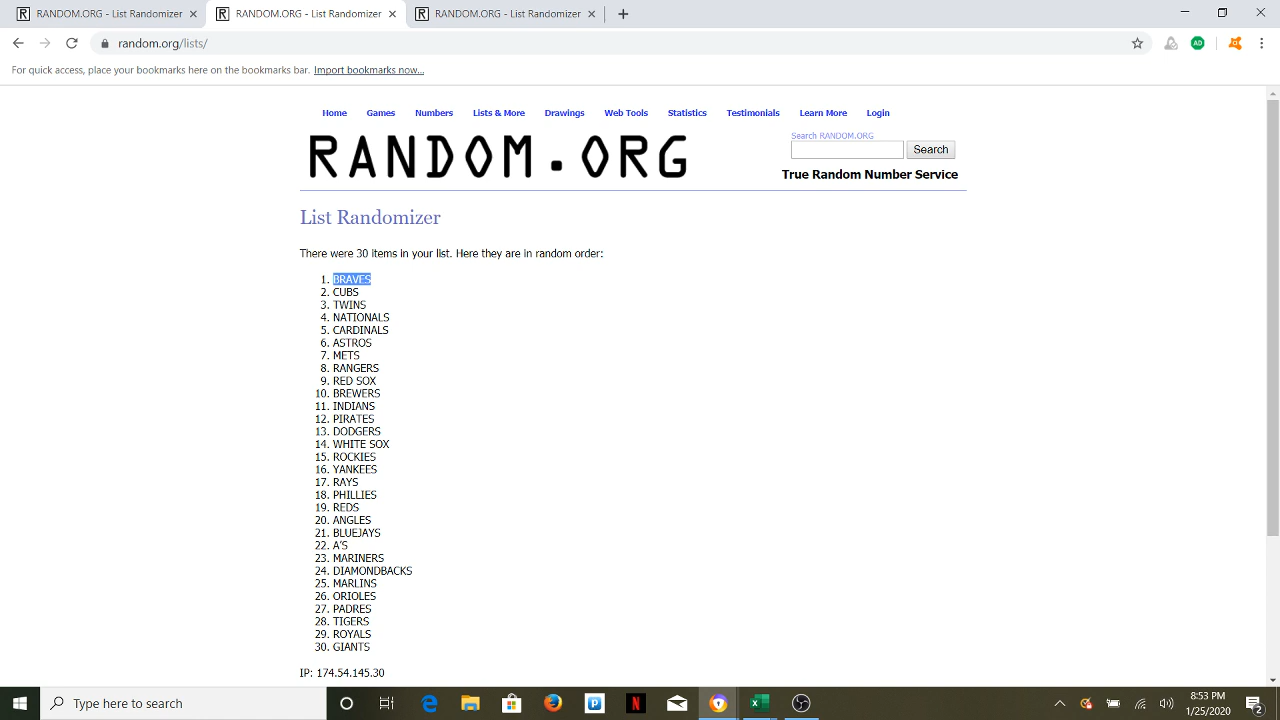 RANDOM.ORG - List Randomizer
RANDOM.ORG - List Randomizer
RANDOM.ORG - List Randomizer
random.org/lists/
AD
For quick access, place your bookmarks here on the bookmarks bar. Import bookmarks now...
Home Games Numbers Lists & More Drawings Web Tools Statistics Testimonials Learn More Login
RANDOM.ORG
Search RANDOM.ORG
Search
True Random Number Service
List Randomizer
There were 30 items in your list. Here they are in random order:
1. BRAVES
2. CUBS
3. TWINS
4. NATIONALS
5. CARDINALS
6. ASTROS
7. METS
8. RANGERS
9. RED SOX
10. BREWERS
11. INDIANS
12. PIRATES
13. DODGERS
14. WHITE SOX
15. ROCKIES
16. YANKEES
17. RAYS
18. PHILLIES
19. REDS
20. ANGLES
21. BLUEJAYS
22. A'S
23. MARINERS
24. DIAMONDBACKS
25. MARLINS
26. ORIOLES
27. PADRES
28. TIGERS
29. ROYALS
30. GIANTS
IP: 174.54.145.30
Type here to search
8:53 PM
1/25/2020
2